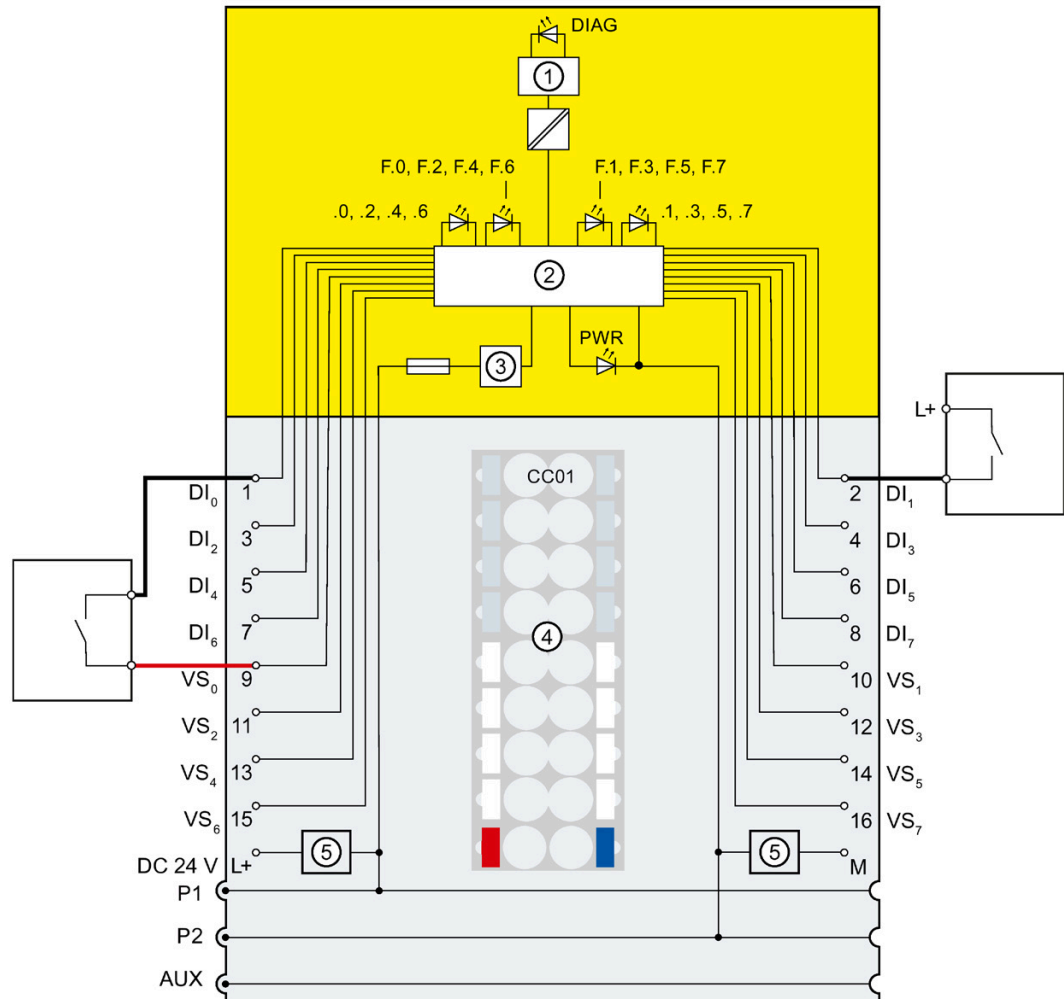 DIAG
①
F.0, F.2, F.4, F.6
F.1, F.3, F.5, F.7
.0, .2, .4, .6
.1, .3, .5, .7
②
PWR
③
L+
CC01
DI₀ 1
2 DI₁
DI₂ 3
4 DI₃
DI₄ 5
6 DI₅
DI₆ 7
8 DI₇
④
VS₀ 9
10 VS₁
VS₂ 11
12 VS₃
VS₄ 13
14 VS₅
VS₆ 15
16 VS₇
⑤
⑤
DC 24 V L+
M
P1
P2
AUX